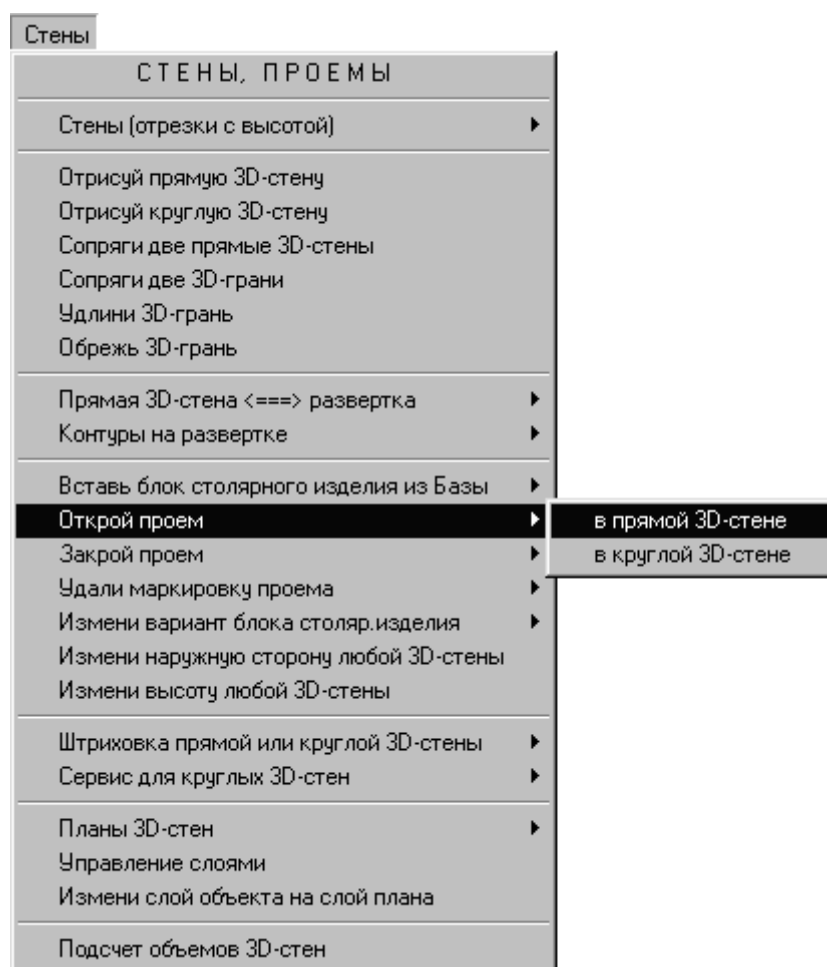 Стены
СТЕНЫ, ПРОЕМЫ
Стены (отрезки с высотой)
Отрисуй прямую 3D-стену
Отрисуй круглую 3D-стену
Сопряги две прямые 3D-стены
Сопряги две 3D-грани
Удлини 3D-грань
Обрежь 3D-грань
Прямая 3D-стена <===> развертка
Контуры на развертке
Вставь блок столярного изделия из Базы
Открой проем
в прямой 3D-стене
Закрой проем
в круглой 3D-стене
Удали маркировку проема
Измени вариант блока столяр.изделия
Измени наружную сторону любой 3D-стены
Измени высоту любой 3D-стены
Штриховка прямой или круглой 3D-стены
Сервис для круглых 3D-стен
Планы 3D-стен
Управление слоями
Измени слой объекта на слой плана
Подсчет объемов 3D-стен